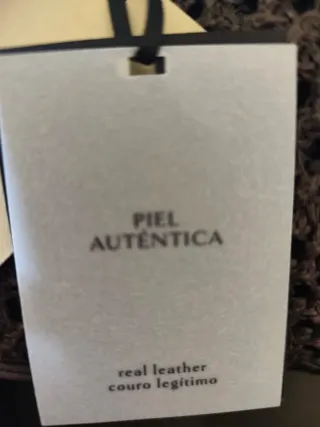 PIEL
AUTÉNTICA
real leather
couro legítimo